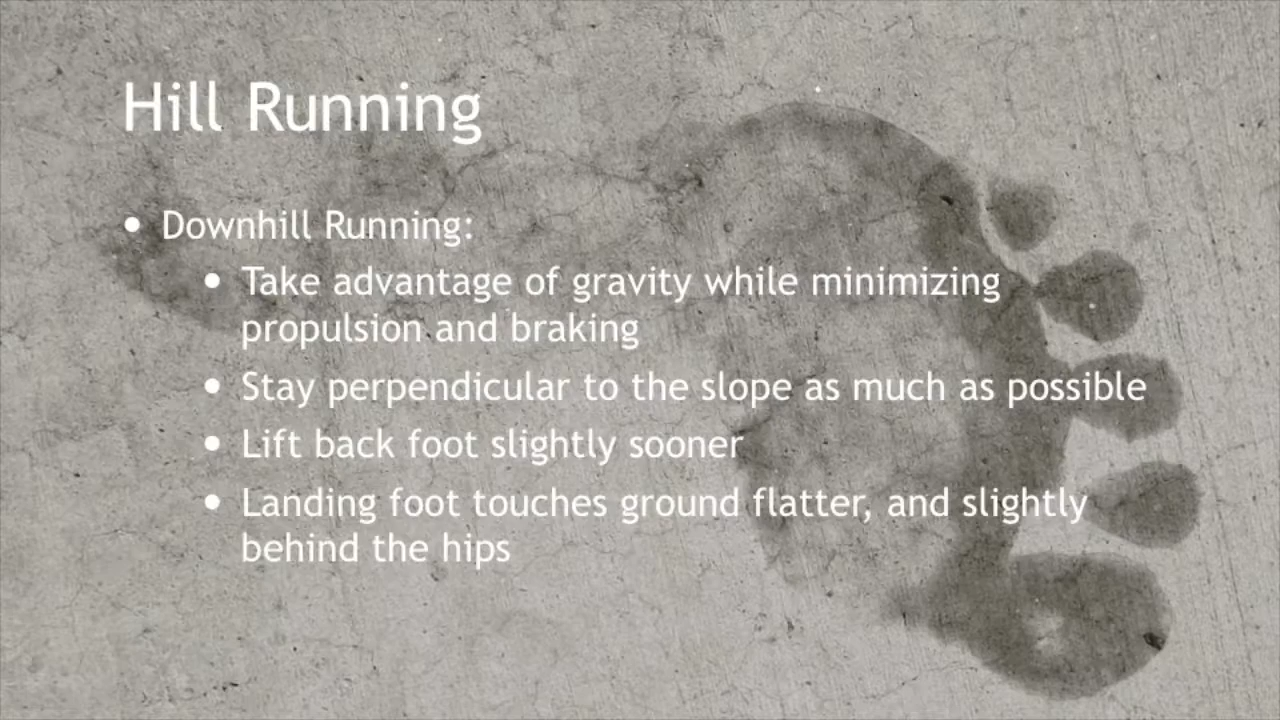 Hill Running
• Downhill Running:
• Take advantage of gravity while minimizing
propulsion and braking
• Stay perpendicular to the slope as much as possible
• Lift back foot slightly sooner
• Landing foot touches ground flatter, and slightly
behind the hips